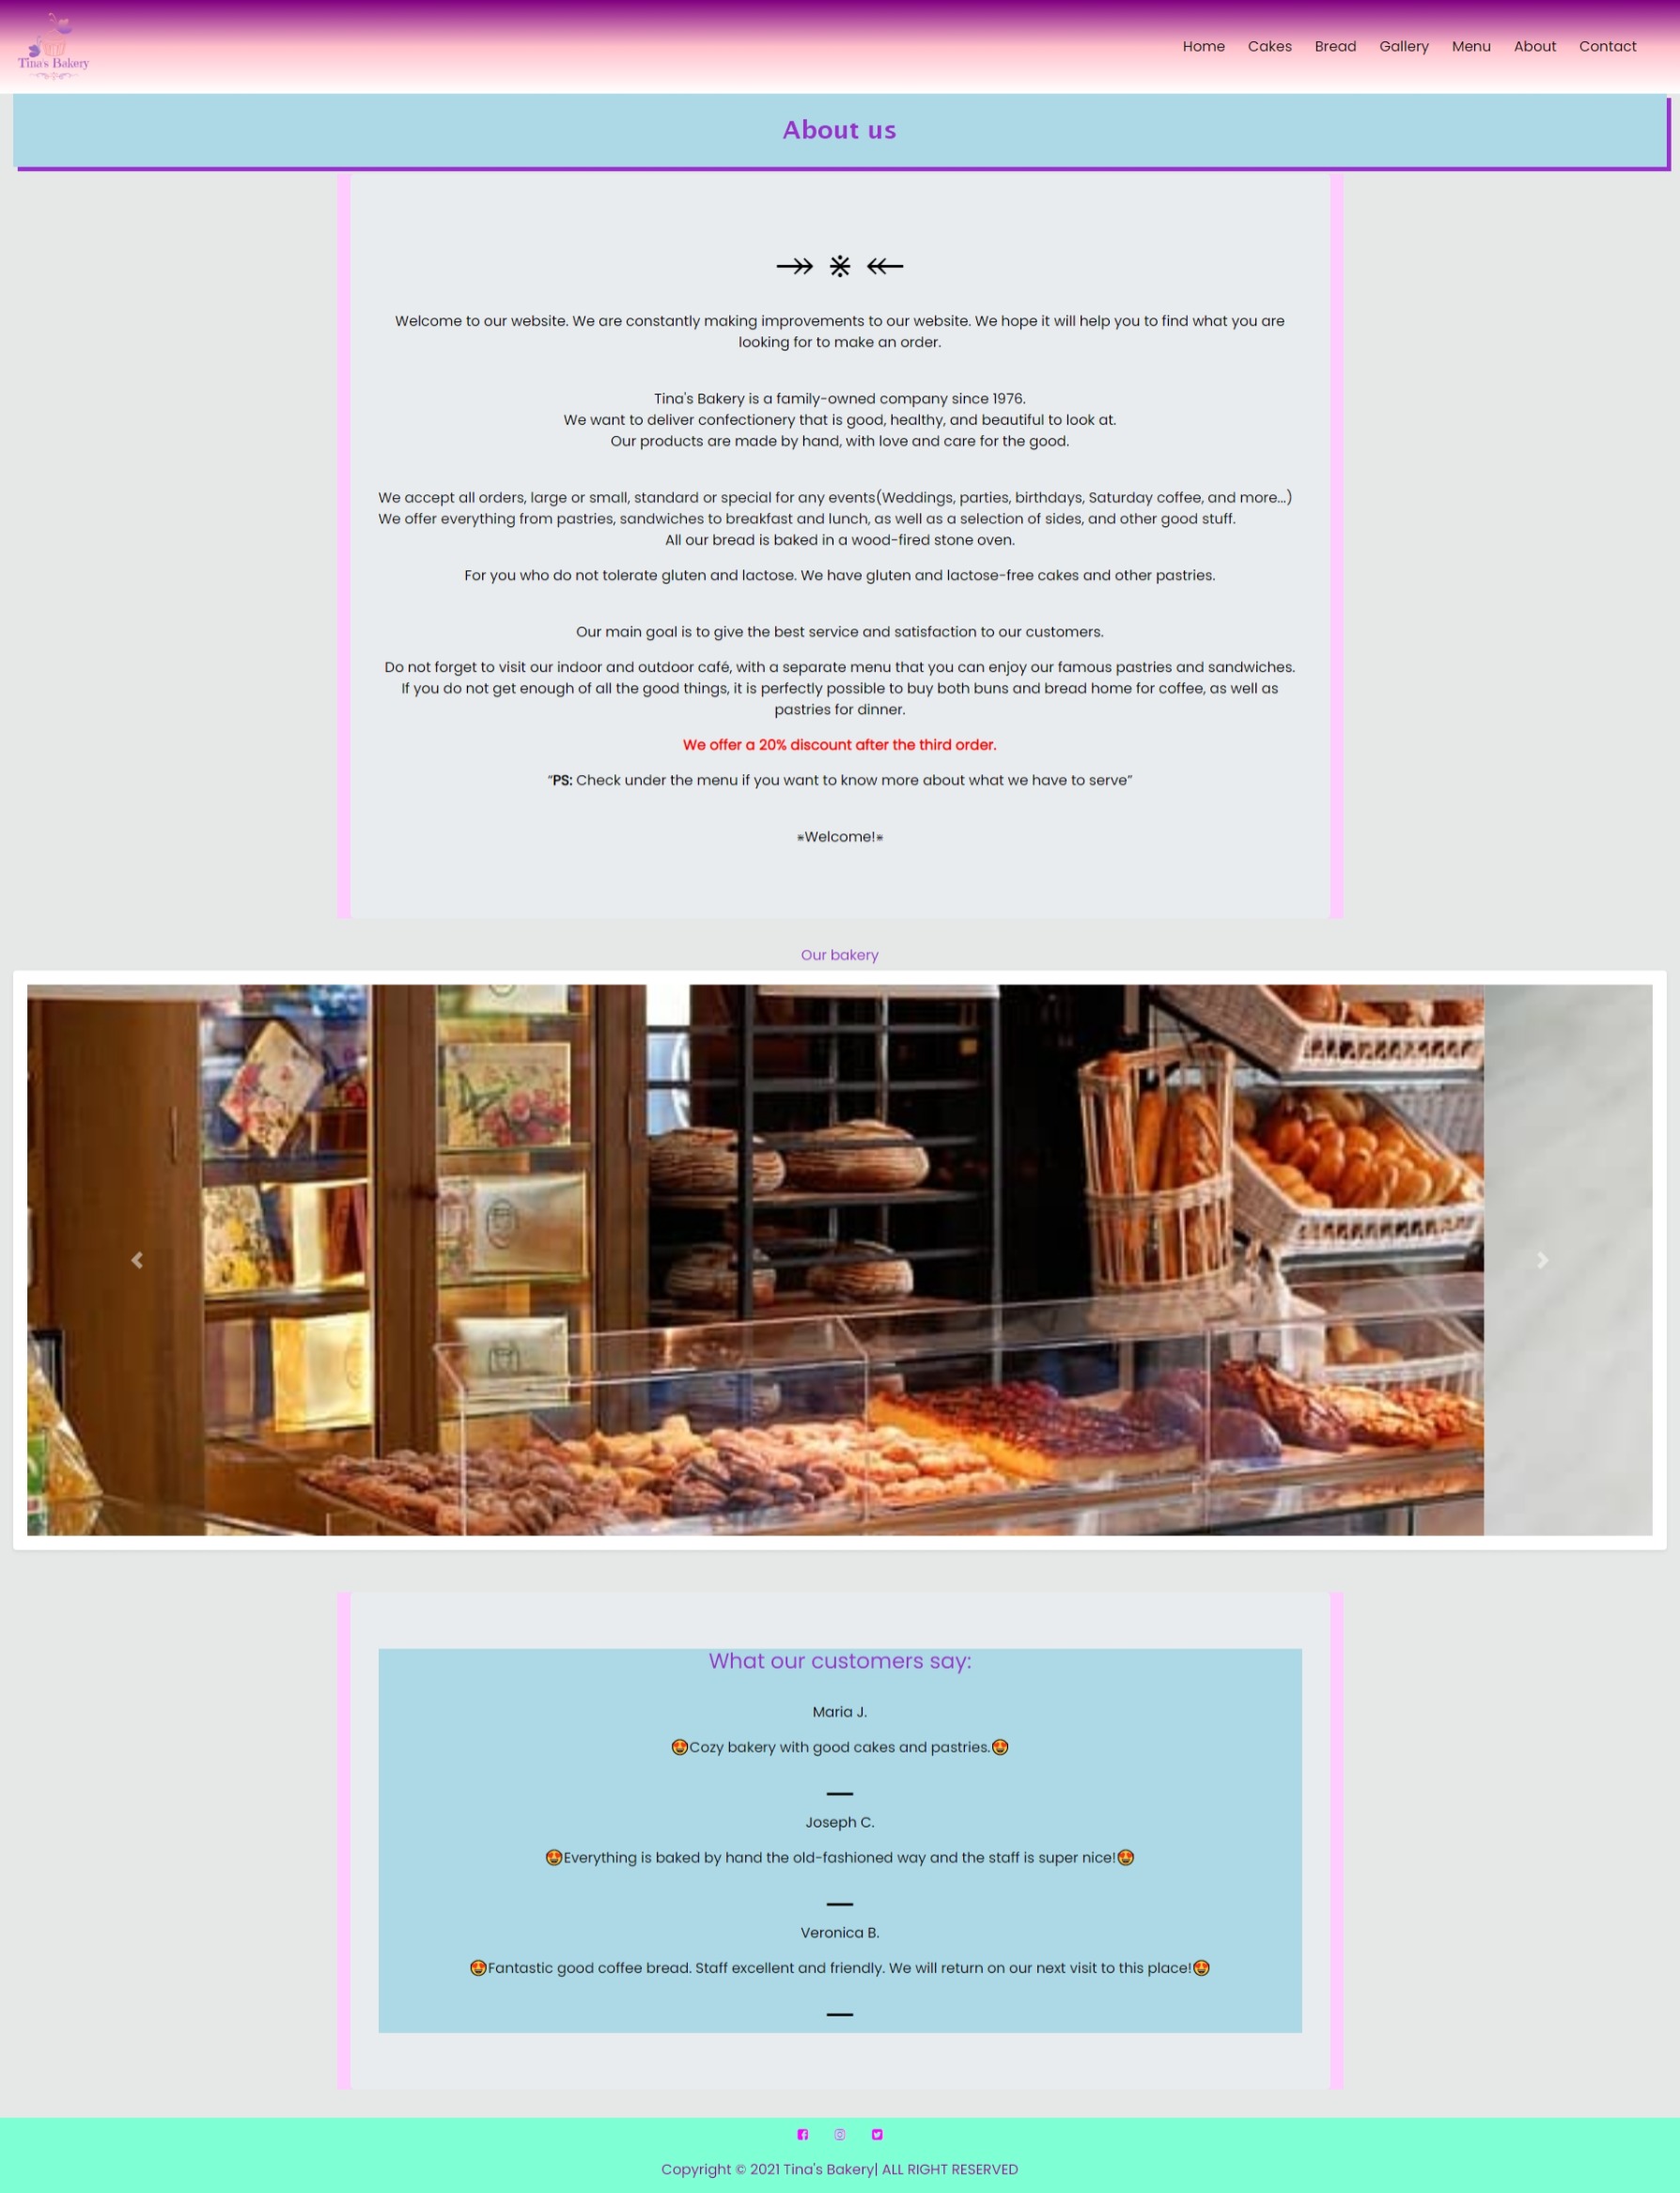 Tina's Bakery
Home Cakes Bread Gallery Menu About Contact
About us
Welcome to our website. We are constantly making improvements to our website. We hope it will help you to find what you are
looking for to make an order.
Tina's Bakery is a family-owned company since 1976.
We want to deliver confectionery that is good, healthy, and beautiful to look at.
Our products are made by hand, with love and care for the good.
We accept all orders, large or small, standard or special for any events(Weddings, parties, birthdays, Saturday coffee, and more...)
We offer everything from pastries, sandwiches to breakfast and lunch, as well as a selection of sides, and other good stuff.
All our bread is baked in a wood-fired stone oven.
For you who do not tolerate gluten and lactose. We have gluten and lactose-free cakes and other pastries.
Our main goal is to give the best service and satisfaction to our customers.
Do not forget to visit our indoor and outdoor café, with a separate menu that you can enjoy our famous pastries and sandwiches.
If you do not get enough of all the good things, it is perfectly possible to buy both buns and bread home for coffee, as well as
pastries for dinner.
We offer a 20% discount after the third order.
"PS: Check under the menu if you want to know more about what we have to serve"
⋇Welcome!⋇
Our bakery
What our customers say:
Maria J.
🤩Cozy bakery with good cakes and pastries.🤩
Joseph C.
🤩Everything is baked by hand the old-fashioned way and the staff is super nice!🤩
Veronica B.
🤩Fantastic good coffee bread. Staff excellent and friendly. We will return on our next visit to this place!🤩
Copyright © 2021 Tina's Bakery| ALL RIGHT RESERVED